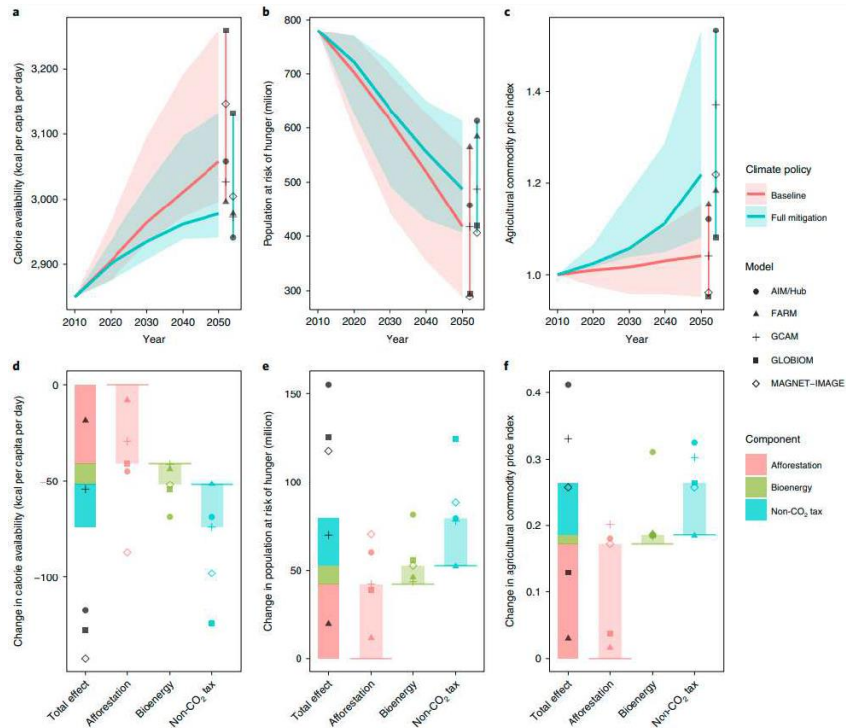 a
Calorie availability (kcal per capita per day)
3,200
3,100
3,000
2,900
2010 2020 2030 2040 2050
Year
b
Population at risk of hunger (milion)
800
700
600
500
400
300
2010 2020 2030 2040 2050
Year
c
Agricultural commodity price index
1.4
1.2
1.0
2010 2020 2030 2040 2050
Year
Climate policy
Baseline
Full mitigation
Model
AIM/Hub
FARM
GCAM
GLOBIOM
MAGNET–IMAGE
d
Change in calorie availability (kcal per capita per day)
0
−50
−100
Total effect
Afforestation
Bioenergy
Non-CO₂ tax
e
Change in population at risk of hunger (million)
150
100
50
0
Total effect
Afforestation
Bioenergy
Non-CO₂ tax
f
Change in agricultural commodity price index
0.4
0.3
0.2
0.1
0
Total effect
Afforestation
Bioenergy
Non-CO₂ tax
Component
Afforestation
Bioenergy
Non-CO₂ tax